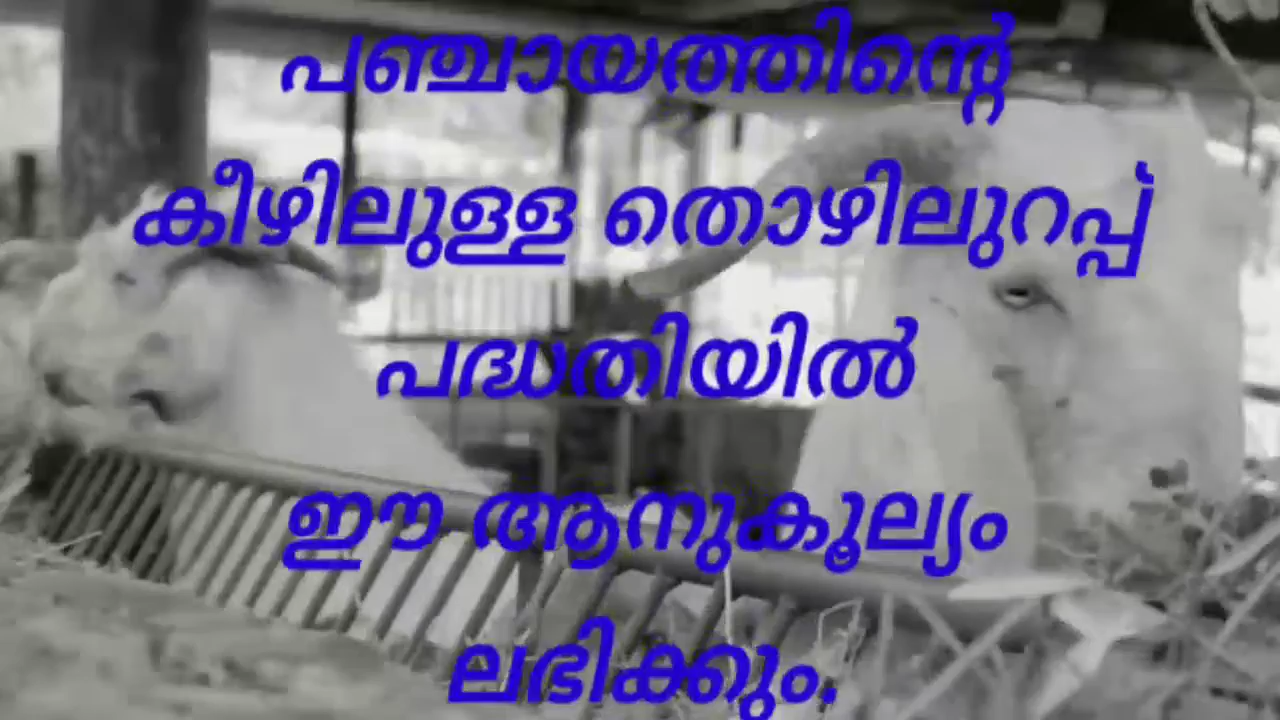 പഞ്ചായത്തിന്റെ
കീഴിലുള്ള തൊഴിലുറപ്പ്
പദ്ധതിയിൽ
ഈ ആനുകൂല്യം
ലഭിക്കും.